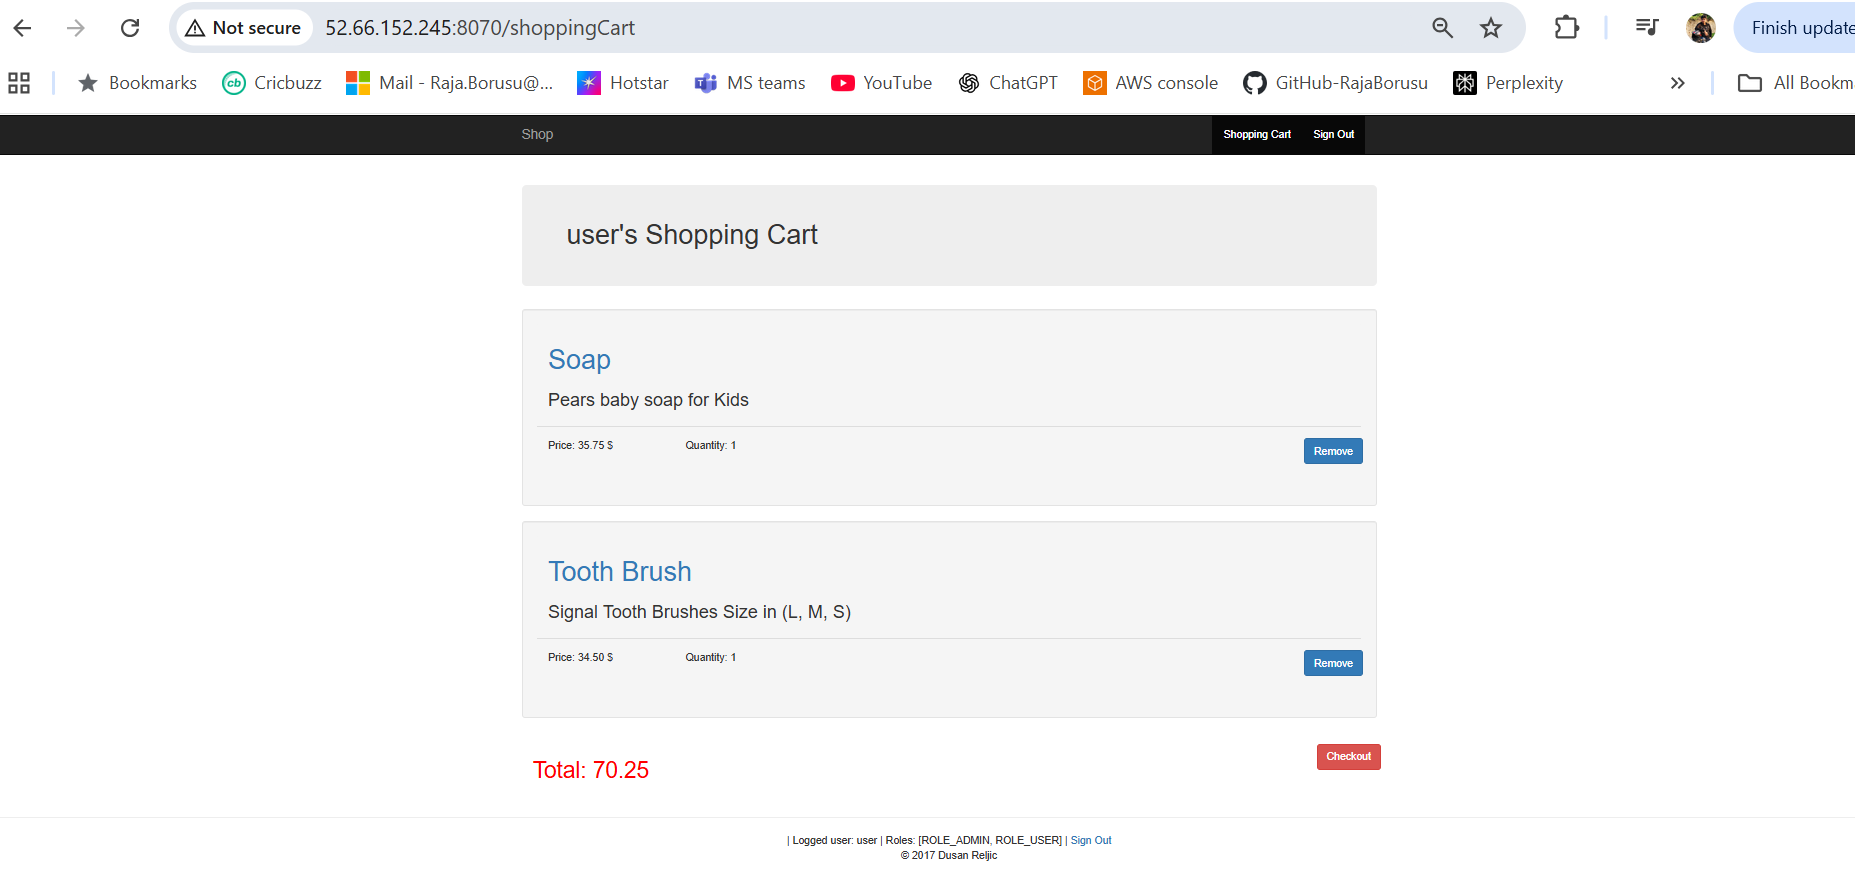 Not secure 52.66.152.245:8070/shoppingCart Finish update
Bookmarks Cricbuzz Mail - Raja.Borusu@... Hotstar MS teams YouTube ChatGPT AWS console GitHub-RajaBorusu Perplexity » All Bookm
Shop Shopping Cart Sign Out
user's Shopping Cart
Soap
Pears baby soap for Kids
Price: 35.75 $ Quantity: 1 Remove
Tooth Brush
Signal Tooth Brushes Size in (L, M, S)
Price: 34.50 $ Quantity: 1 Remove
Total: 70.25 Checkout
| Logged user: user | Roles: [ROLE_ADMIN, ROLE_USER] | Sign Out
© 2017 Dusan Reljic